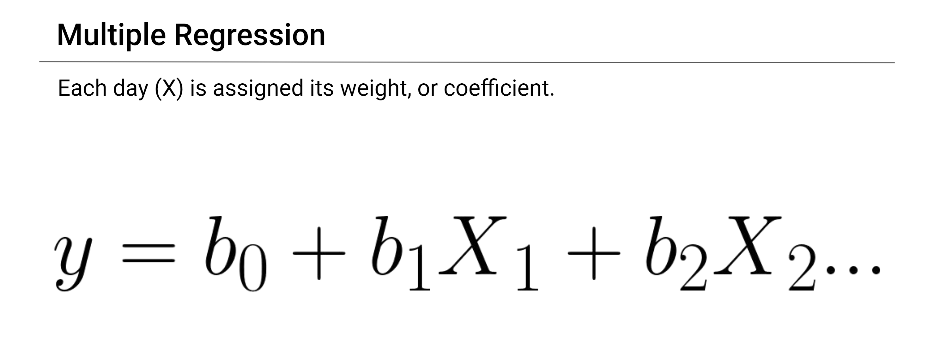 Multiple Regression
Each day (X) is assigned its weight, or coefficient.
y = b₀ + b₁X₁ + b₂X₂...